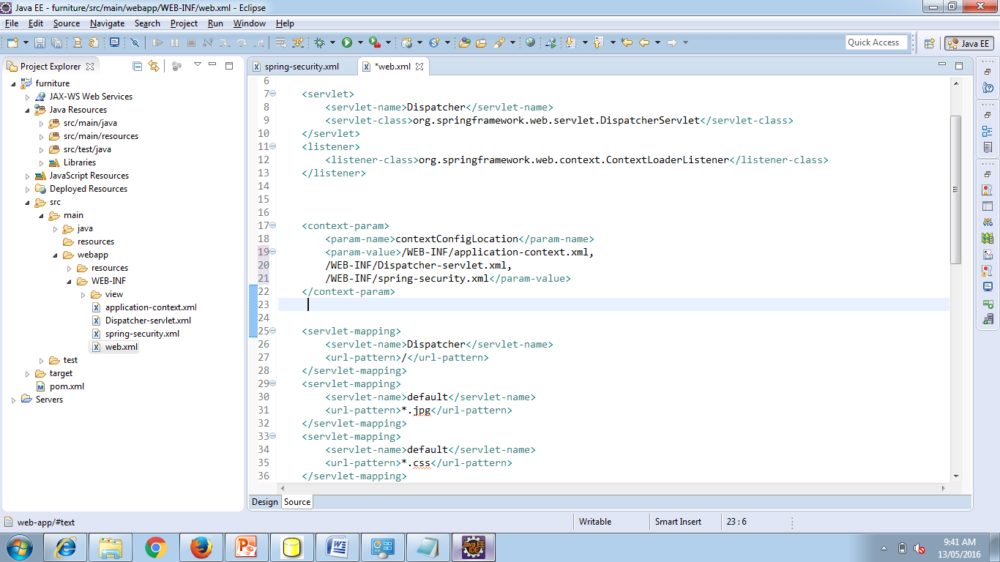 Java EE - furniture/src/main/webapp/WEB-INF/web.xml - Eclipse
File Edit Source Navigate Search Project Run Window Help
Quick Access
Java EE
Project Explorer
furniture
JAX-WS Web Services
Java Resources
src/main/java
src/main/resources
src/test/java
Libraries
JavaScript Resources
Deployed Resources
src
main
java
resources
webapp
resources
WEB-INF
view
application-context.xml
Dispatcher-servlet.xml
spring-security.xml
web.xml
test
target
pom.xml
Servers
spring-security.xml
*web.xml
6
7 <servlet>
8 <servlet-name>Dispatcher</servlet-name>
9 <servlet-class>org.springframework.web.servlet.DispatcherServlet</servlet-class>
10 </servlet>
11 <listener>
12 <listener-class>org.springframework.web.context.ContextLoaderListener</listener-class>
13 </listener>
14
15
16
17 <context-param>
18 <param-name>contextConfigLocation</param-name>
19 <param-value>/WEB-INF/application-context.xml,
20 /WEB-INF/Dispatcher-servlet.xml,
21 /WEB-INF/spring-security.xml</param-value>
22 </context-param>
23
24
25 <servlet-mapping>
26 <servlet-name>Dispatcher</servlet-name>
27 <url-pattern>/</url-pattern>
28 </servlet-mapping>
29 <servlet-mapping>
30 <servlet-name>default</servlet-name>
31 <url-pattern>*.jpg</url-pattern>
32 </servlet-mapping>
33 <servlet-mapping>
34 <servlet-name>default</servlet-name>
35 <url-pattern>*.css</url-pattern>
36 </servlet-mapping>
Design Source
web-app/#text
Writable
Smart Insert
23 : 6
Java EE
IDE
9:41 AM
13/05/2016